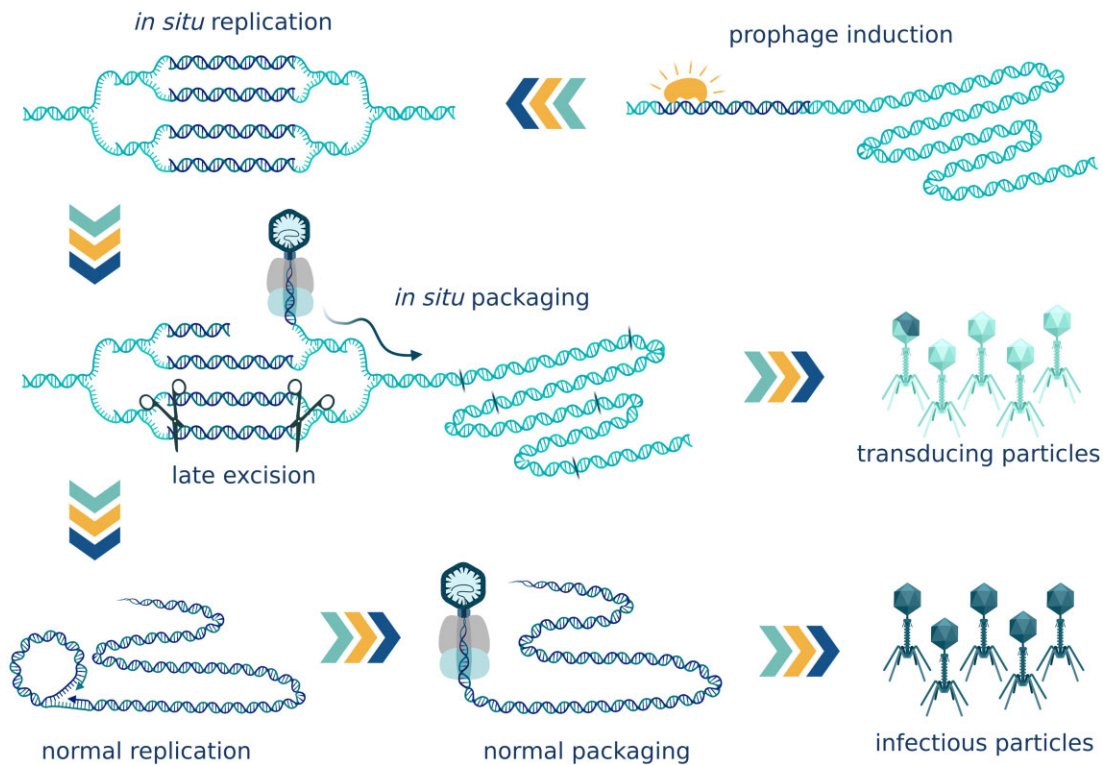 in situ replication
prophage induction
in situ packaging
late excision
transducing particles
normal replication
normal packaging
infectious particles